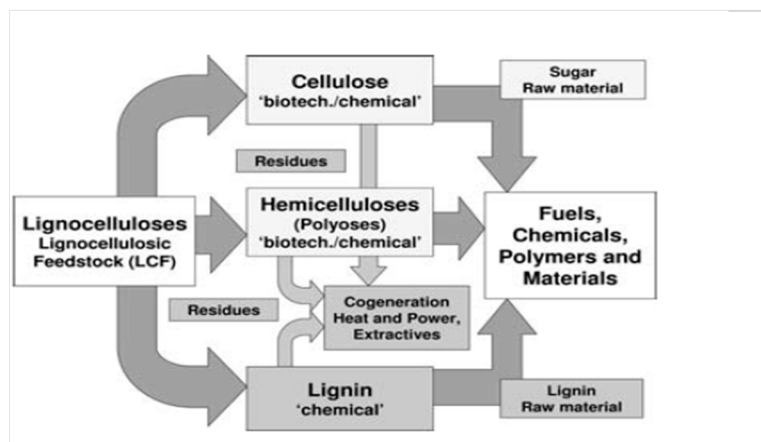 Cellulose
‘biotech./chemical’
Sugar
Raw material
Residues
Lignocelluloses
Lignocellulosic
Feedstock (LCF)
Hemicelluloses
(Polyoses)
‘biotech./chemical’
Fuels,
Chemicals,
Polymers and
Materials
Residues
Cogeneration
Heat and Power,
Extractives
Lignin
‘chemical’
Lignin
Raw material